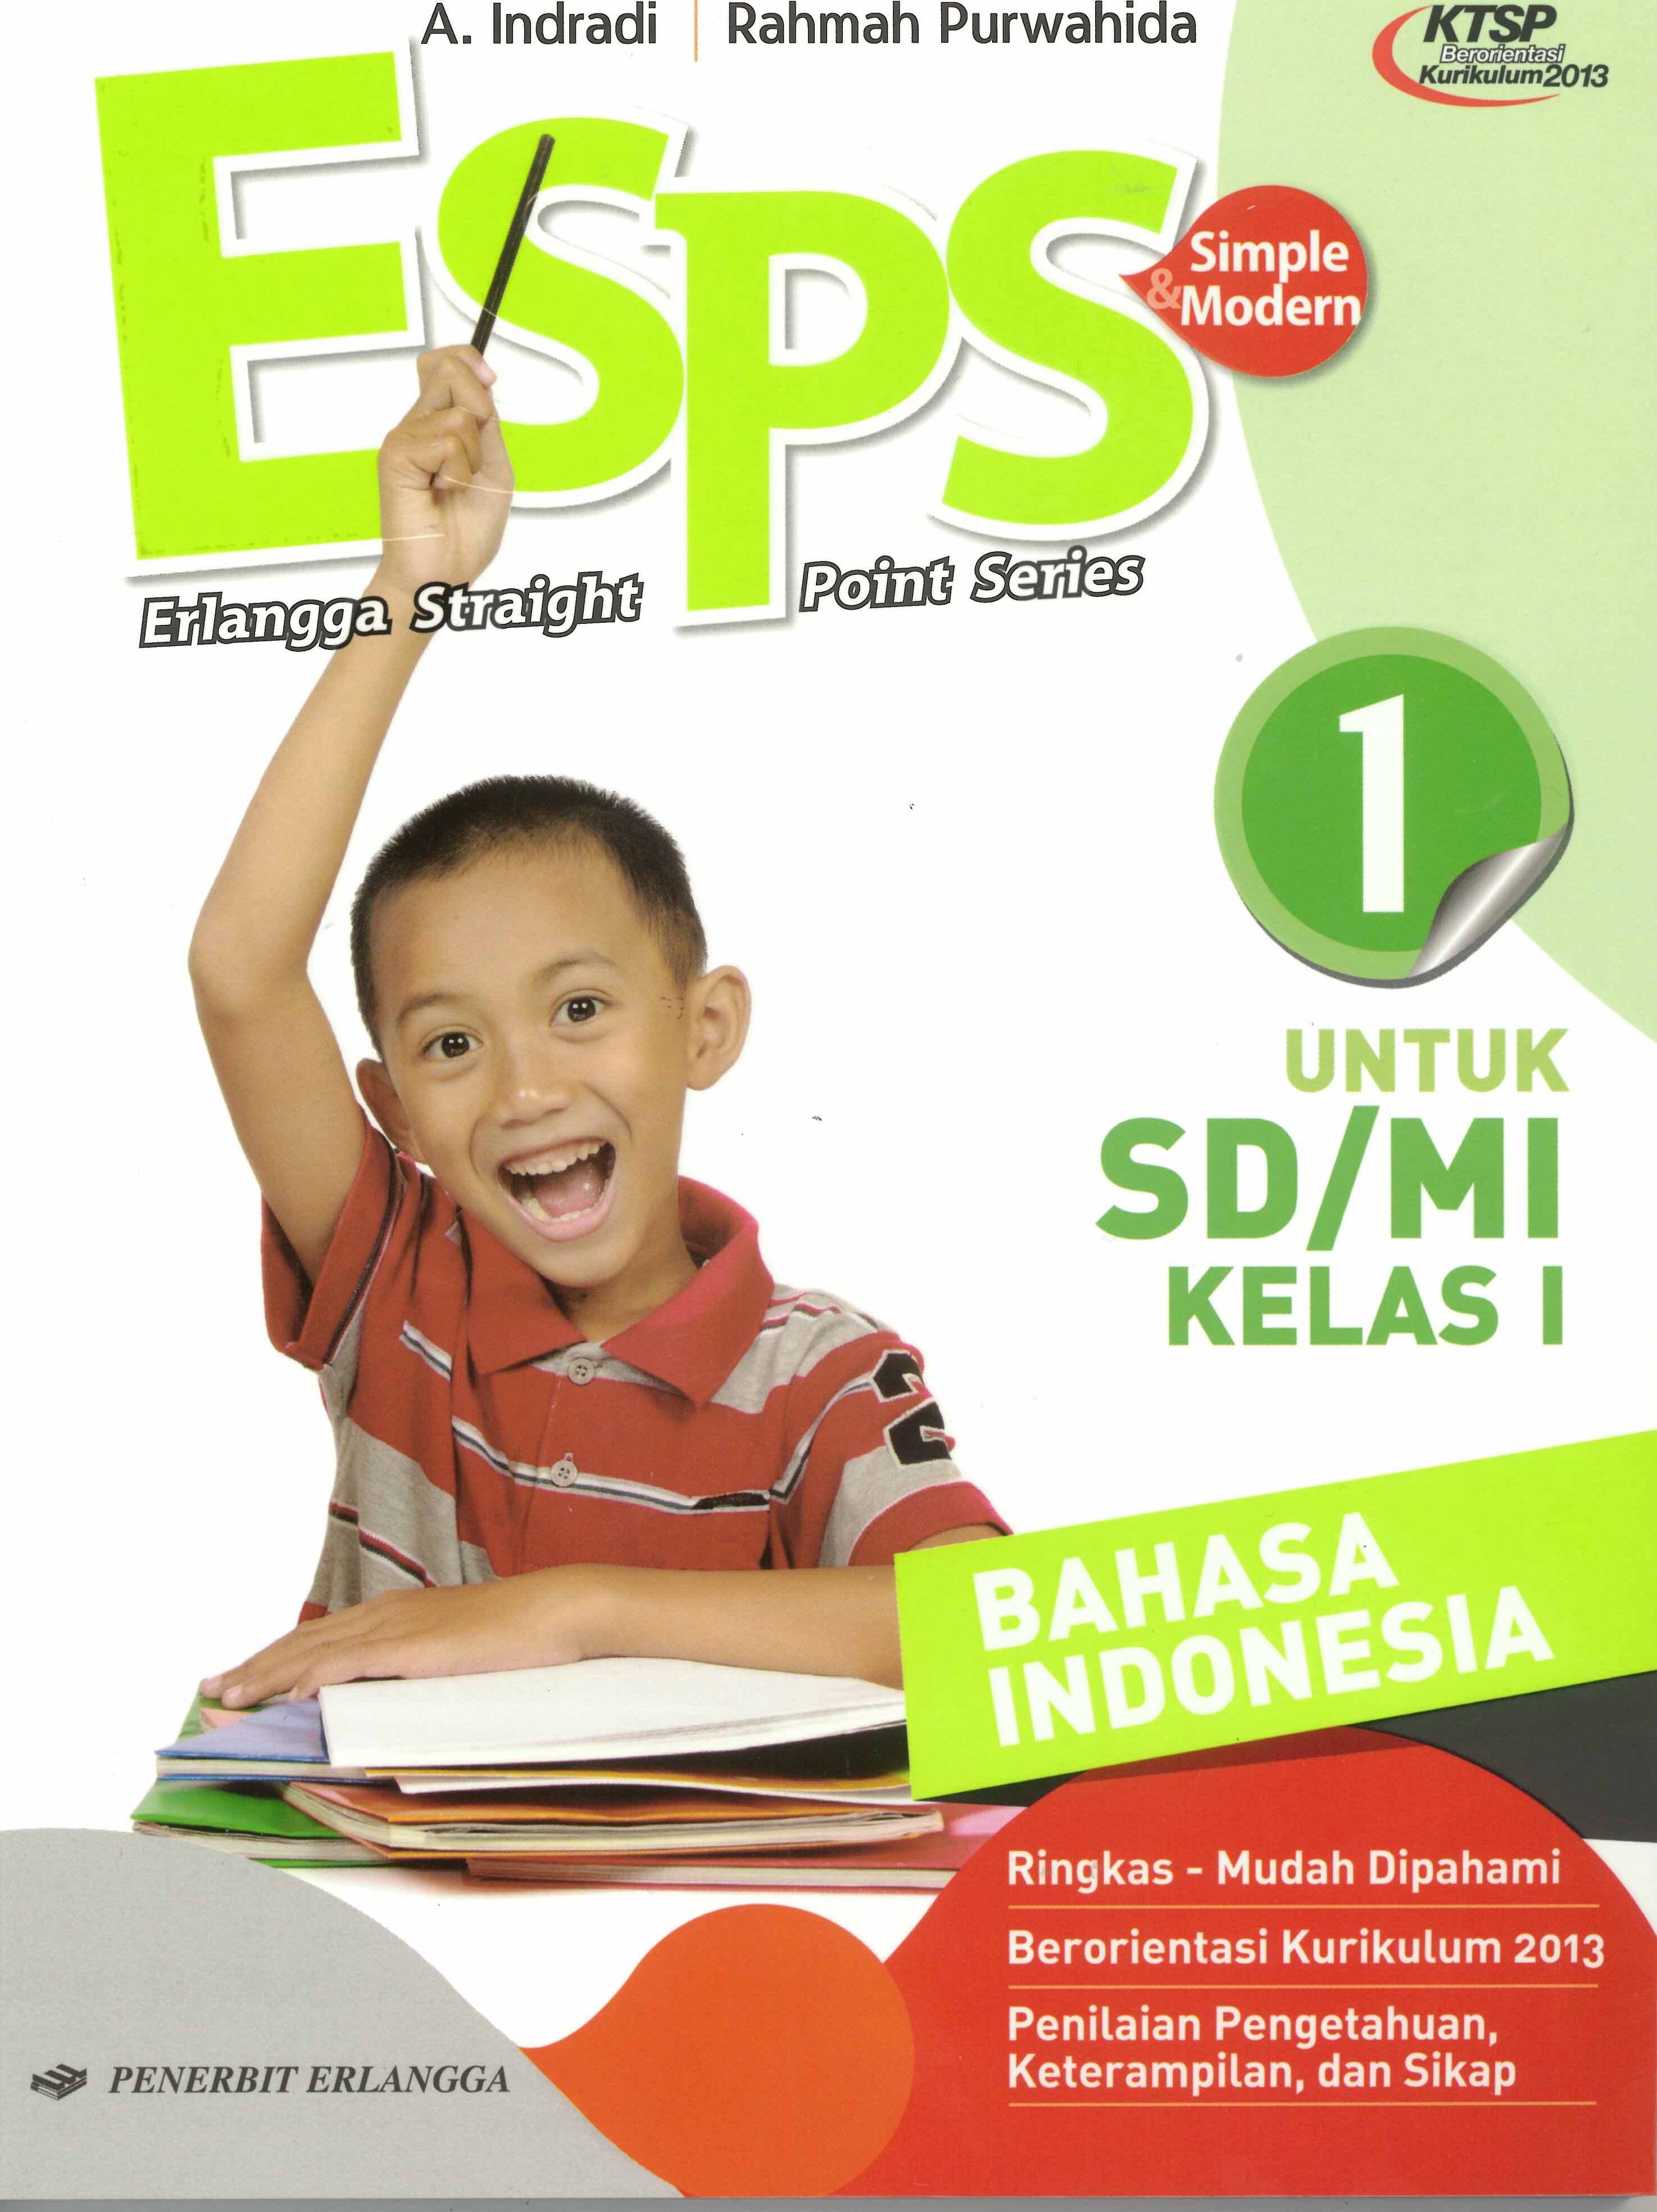 A. Indradi | Rahmah Purwahida
KTSP
Berorientasi
Kurikulum2013
ESPS
Simple
&Modern
Erlangga Straight Point Series
1
UNTUK
SD/MI
KELAS I
2
BAHASA
INDONESIA
Ringkas - Mudah Dipahami
Berorientasi Kurikulum 2013
Penilaian Pengetahuan,
Keterampilan, dan Sikap
PENERBIT ERLANGGA